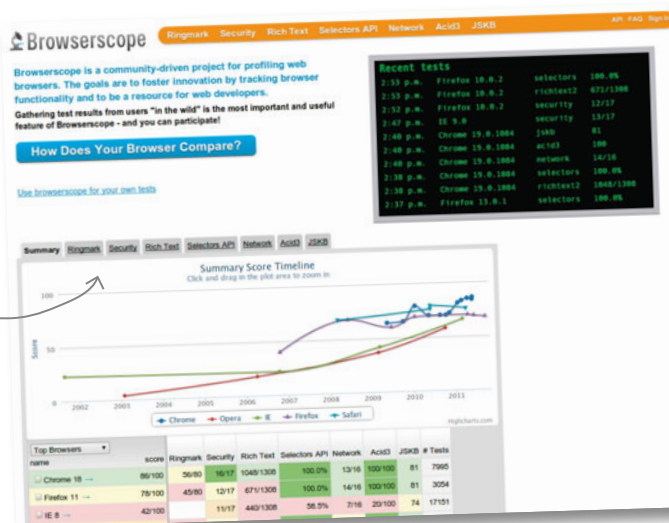 Browserscope
Ringmark Security Rich Text Selectors API Network Acid3 JSKB
API FAQ Sign In
Browserscope is a community-driven project for profiling web
browsers. The goals are to foster innovation by tracking browser
functionality and to be a resource for web developers.
Gathering test results from users "in the wild" is the most important and useful
feature of Browserscope - and you can participate!
How Does Your Browser Compare?
Use browserscope for your own tests
Recent tests
2:53 p.m. Firefox 10.0.2 selectors 100.0%
2:53 p.m. Firefox 10.0.2 richtext2 671/1308
2:52 p.m. Firefox 10.0.2 security 12/17
2:47 p.m. IE 9.0 security 13/17
2:40 p.m. Chrome 19.0.1084 jskb 81
2:40 p.m. Chrome 19.0.1084 acid3 100
2:40 p.m. Chrome 19.0.1084 network 14/16
2:38 p.m. Chrome 19.0.1084 selectors 100.0%
2:38 p.m. Chrome 19.0.1084 richtext2 1048/1308
2:37 p.m. Firefox 13.0.1 selectors 100.0%
Summary Ringmark Security Rich Text Selectors API Network Acid3 JSKB
Summary Score Timeline
Click and drag in the plot area to zoom in
Score
100
50
0
2002 2003 2004 2005 2006 2007 2008 2009 2010 2011
Chrome Opera IE Firefox Safari
Highcharts.com
Top Browsers
name score Ringmark Security Rich Text Selectors API Network Acid3 JSKB # Tests
Chrome 16 → 86/100 56/80 16/17 1048/1308 100.0% 13/16 100/100 81 7995
Firefox 11 → 78/100 45/80 12/17 671/1308 100.0% 14/16 100/100 81 3054
IE 8 → 42/100 11/17 440/1308 58.5% 7/16 20/100 74 17151